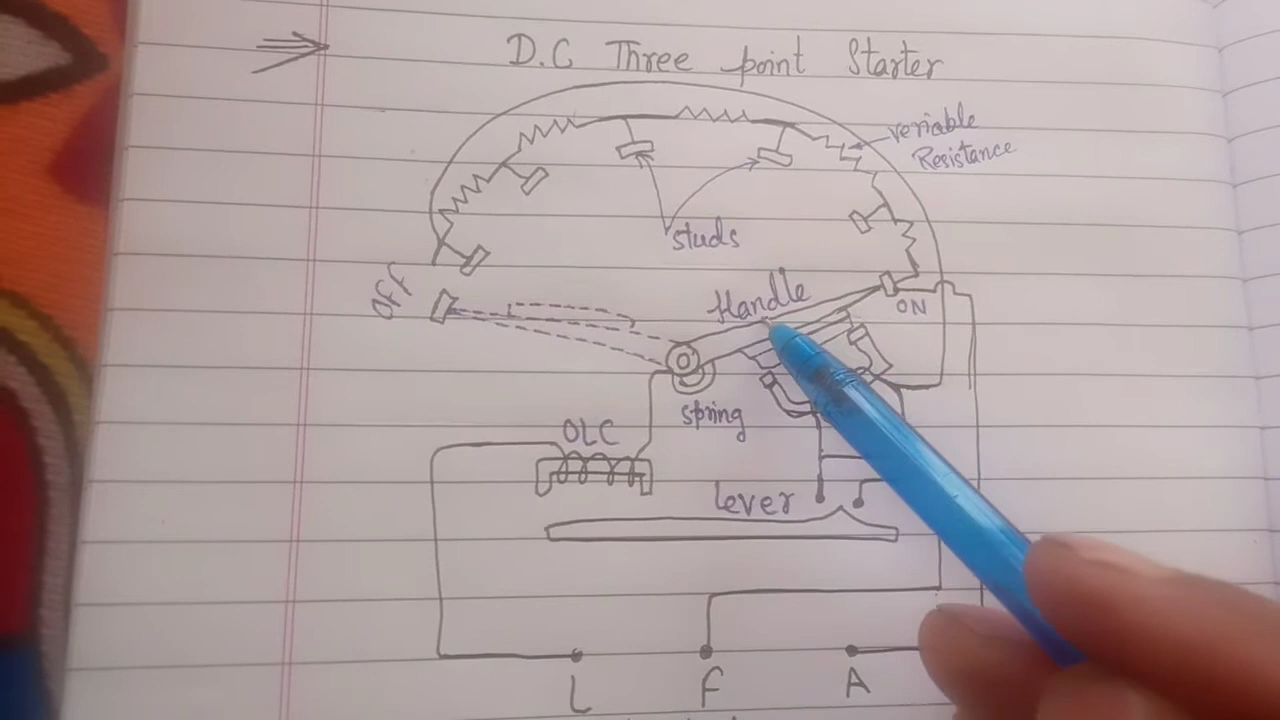 D.C Three point Starter
veriable
Resistance
studs
OFF
Handle
ON
spring
OLC
Lever
L F A